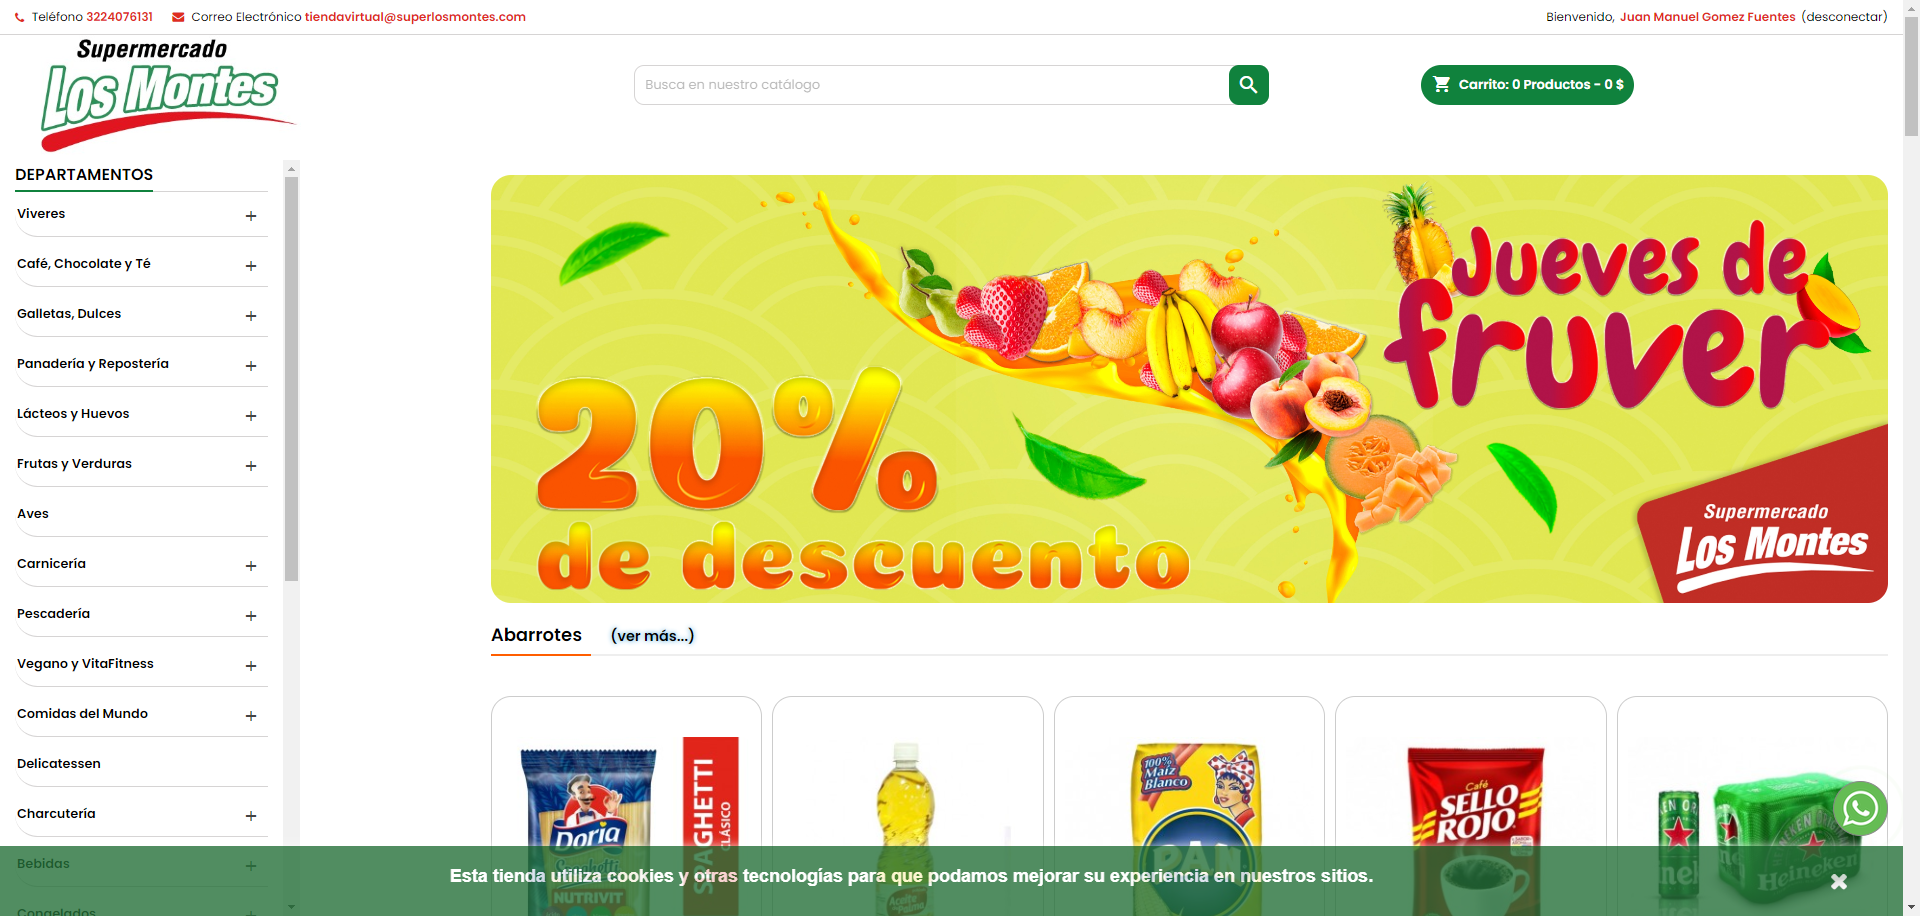 Teléfono 3224076131 Correo Electrónico tiendavirtual@superlosmontes.com
Bienvenido, Juan Manuel Gomez Fuentes (desconectar)
Supermercado
Los Montes
Busca en nuestro catálogo
Carrito: 0 Productos - 0 $
DEPARTAMENTOS
Viveres
Café, Chocolate y Té
Galletas, Dulces
Panadería y Repostería
Lácteos y Huevos
Frutas y Verduras
Aves
Carnicería
Pescadería
Vegano y VitaFitness
Comidas del Mundo
Delicatessen
Charcutería
Bebidas
Congelados
Jueves de
fruver
20%
de descuento
Supermercado
Los Montes
Abarrotes (ver más...)
Doria
Spaghetti
NUTRIVIT
SPAGHETTI
CLÁSICO
Aceite
de Palma
100%
Maíz
Blanco
PAN
Café
SELLO
ROJO
Heineken
Esta tienda utiliza cookies y otras tecnologías para que podamos mejorar su experiencia en nuestros sitios.